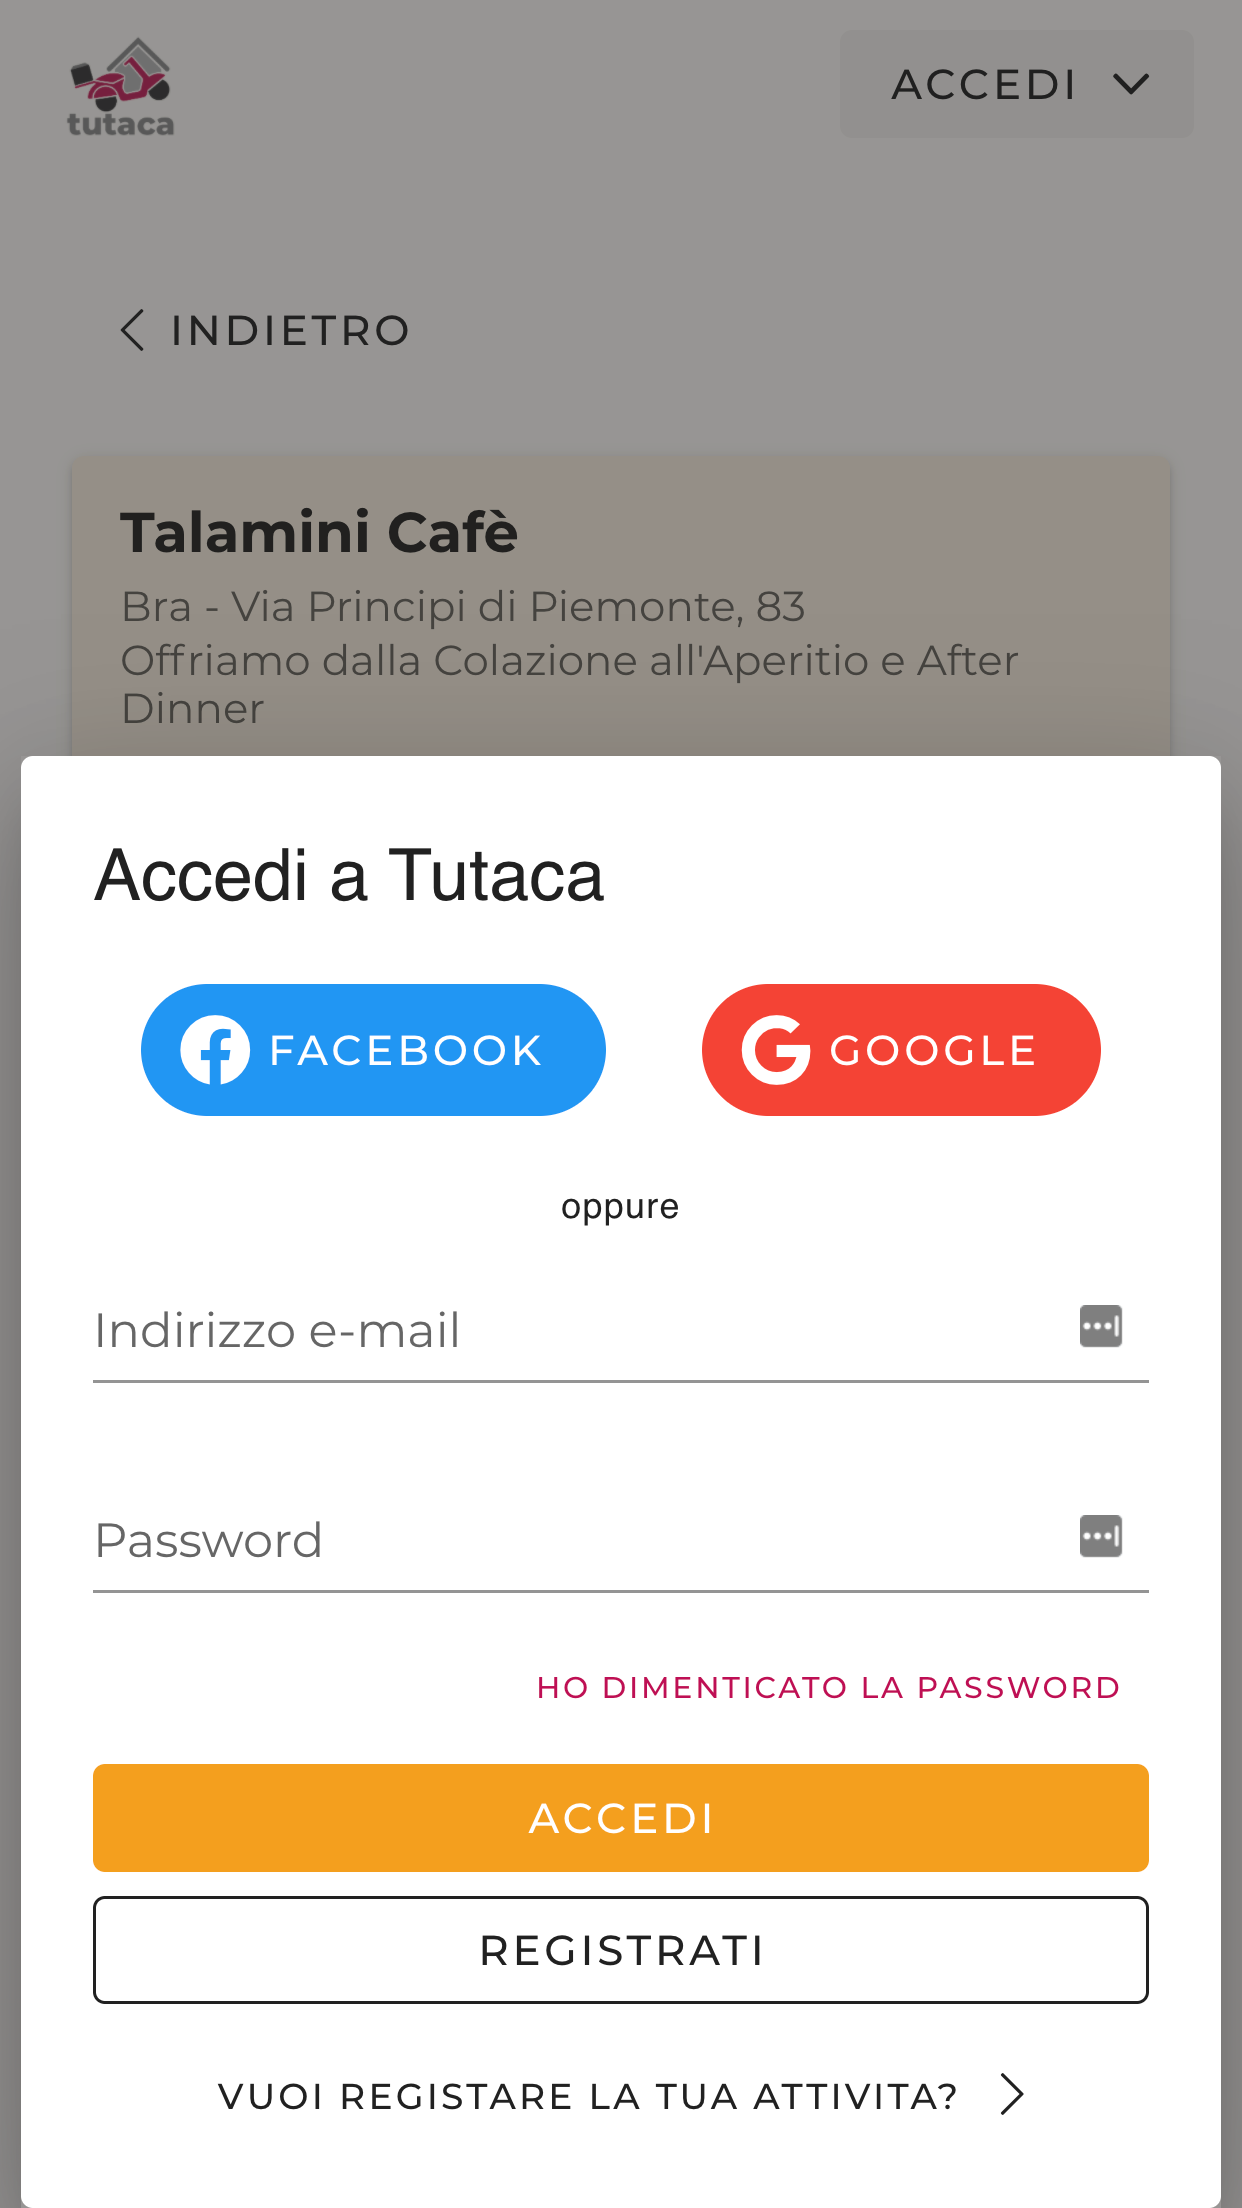 tutaca
ACCEDI
INDIETRO
Talamini Cafè
Bra - Via Principi di Piemonte, 83
Offriamo dalla Colazione all'Aperitio e After
Dinner
Accedi a Tutaca
FACEBOOK
GOOGLE
oppure
Indirizzo e-mail
Password
HO DIMENTICATO LA PASSWORD
ACCEDI
REGISTRATI
VUOI REGISTARE LA TUA ATTIVITA?